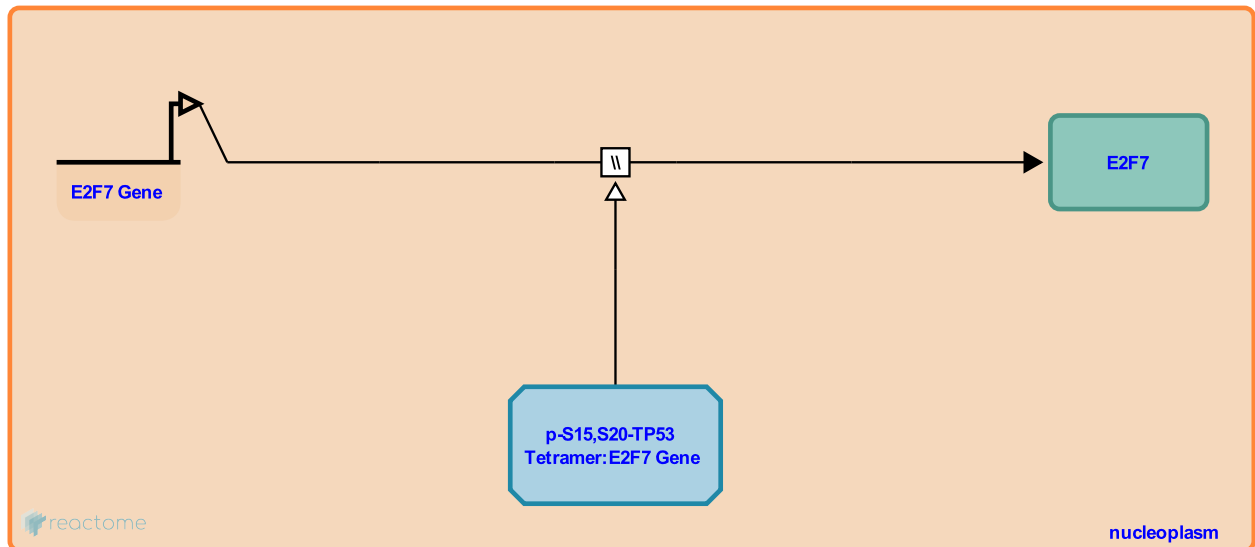 E2F7 Gene
\\
E2F7
p-S15,S20-TP53
Tetramer:E2F7 Gene
reactome
nucleoplasm